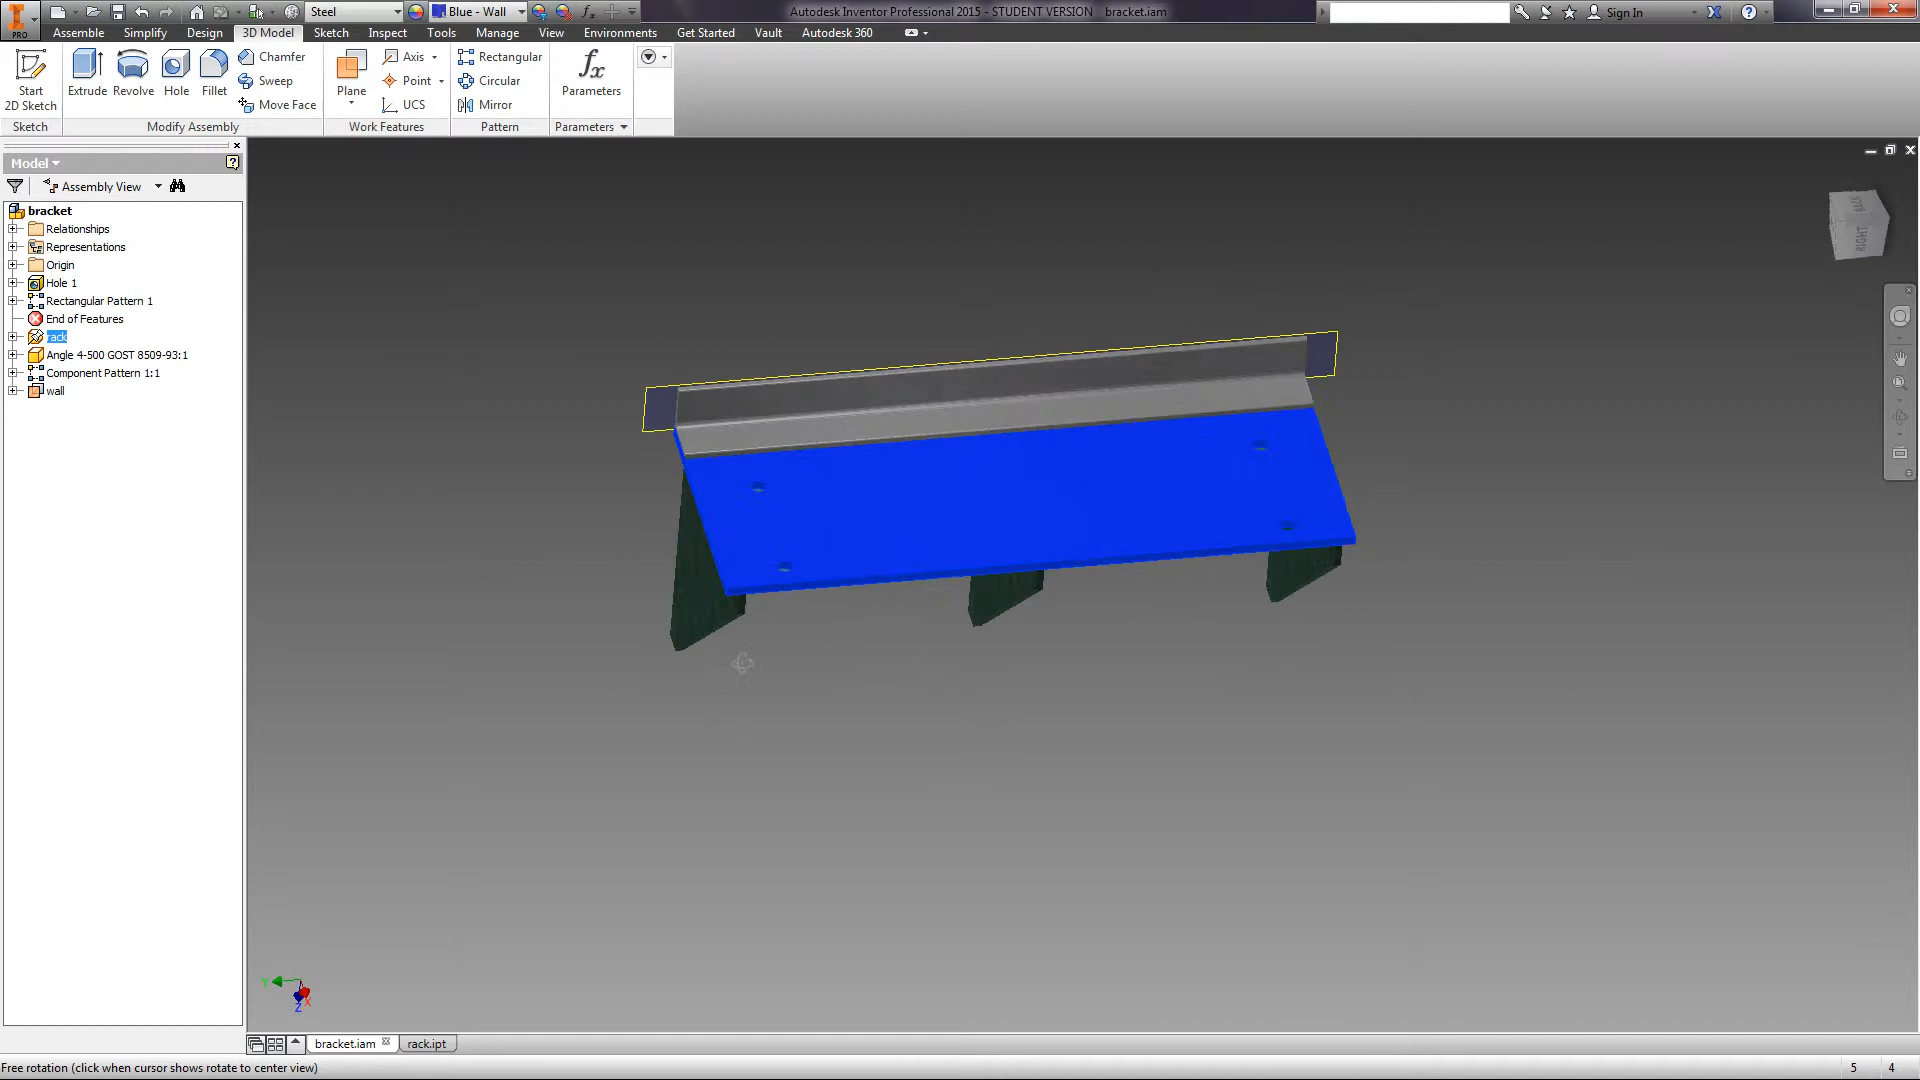 Steel
Blue - Wall
Autodesk Inventor Professional 2015 - STUDENT VERSION bracket.iam
Sign In
PRO
Assemble Simplify Design 3D Model Sketch Inspect Tools Manage View Environments Get Started Vault Autodesk 360
Start
2D Sketch
Extrude
Revolve
Hole
Fillet
Chamfer
Sweep
Move Face
Plane
Axis
Point
UCS
Rectangular
Circular
Mirror
fx
Parameters
Sketch
Modify Assembly
Work Features
Pattern
Parameters
Model
Assembly View
bracket
Relationships
Representations
Origin
Hole 1
Rectangular Pattern 1
End of Features
rack
Angle 4-500 GOST 8509-93:1
Component Pattern 1:1
wall
BACK
RIGHT
Y
X
Z
bracket.iam
rack.ipt
Free rotation (click when cursor shows rotate to center view)
5 4